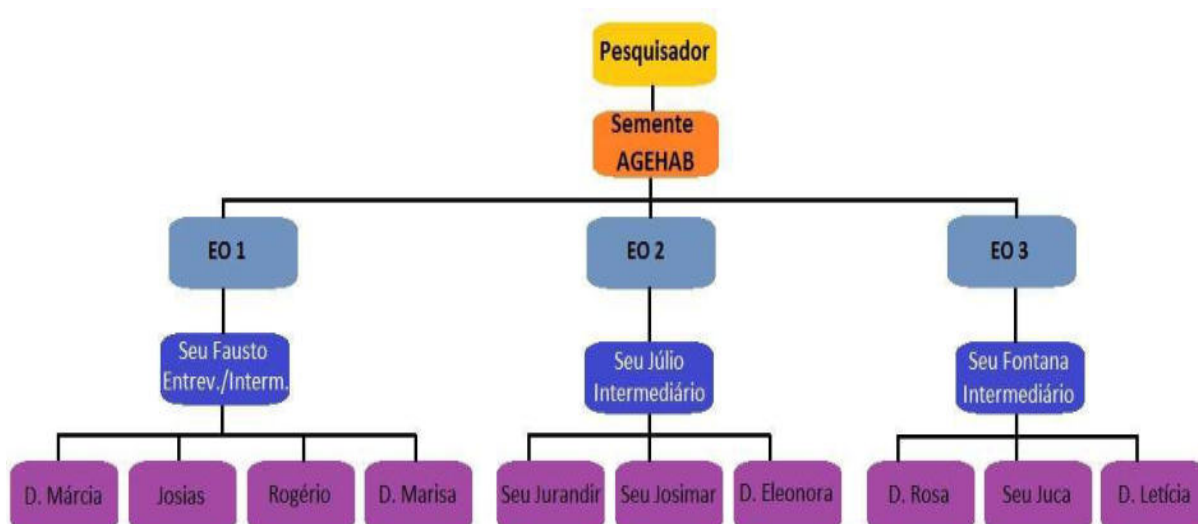 Pesquisador
Semente
AGEHAB
EO 1
EO 2
EO 3
Seu Fausto
Entrev./Interm.
Seu Júlio
Intermediário
Seu Fontana
Intermediário
D. Márcia
Josias
Rogério
D. Marisa
Seu Jurandir
Seu Josimar
D. Eleonora
D. Rosa
Seu Juca
D. Letícia